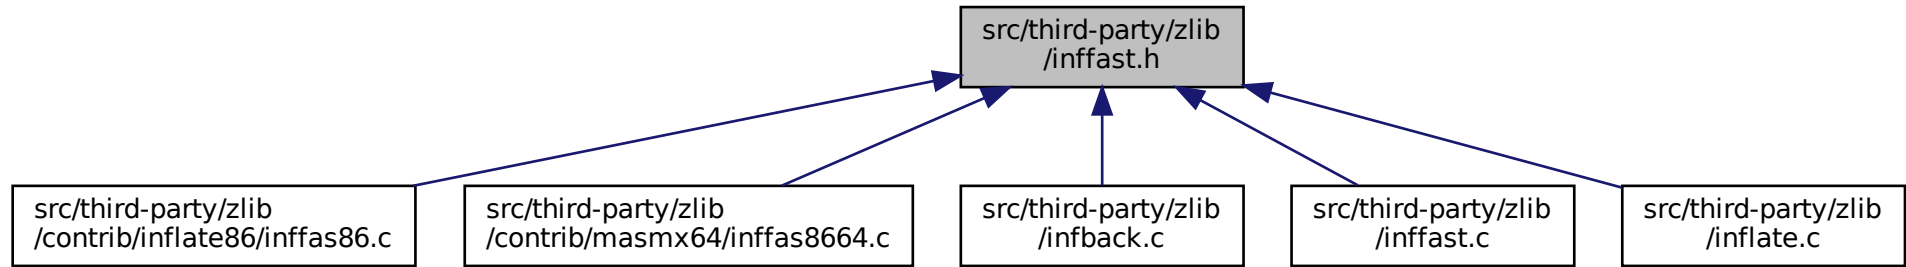 src/third-party/zlib
/inffast.h
src/third-party/zlib
/contrib/inflate86/inffas86.c
src/third-party/zlib
/contrib/masmx64/inffas8664.c
src/third-party/zlib
/infback.c
src/third-party/zlib
/inffast.c
src/third-party/zlib
/inflate.c